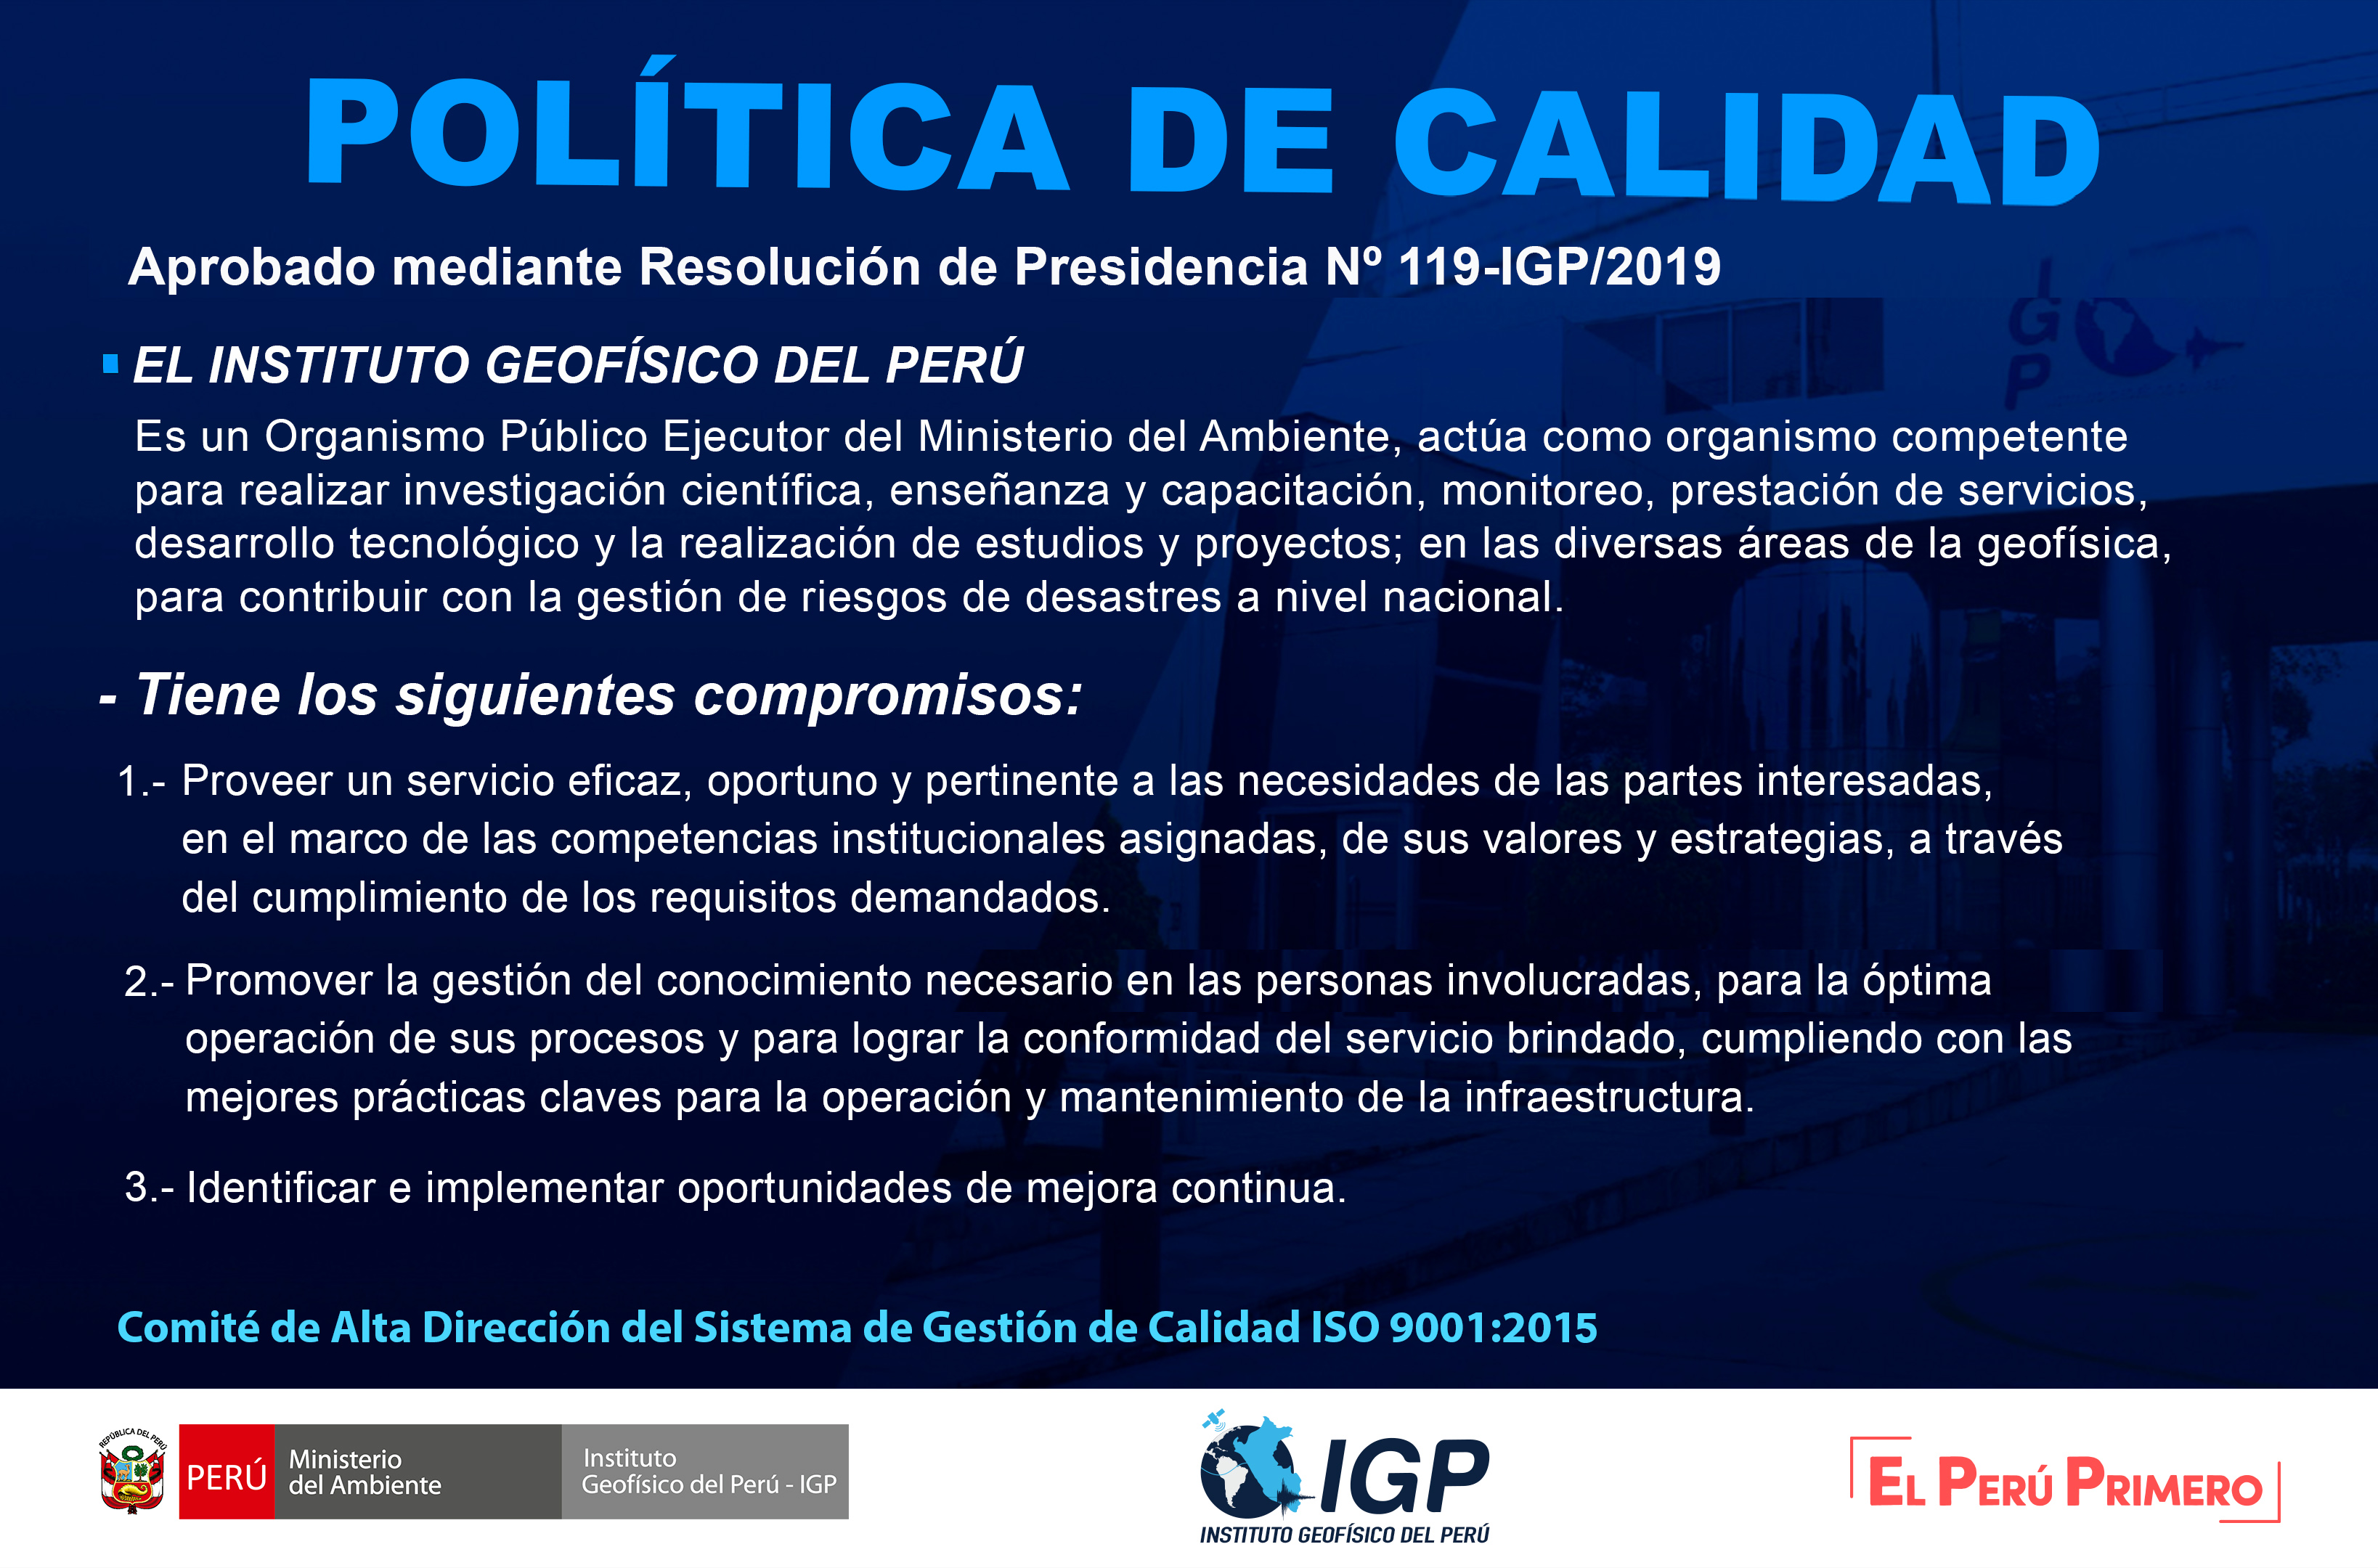 POLÍTICA DE CALIDAD
Aprobado mediante Resolución de Presidencia Nº 119-IGP/2019
EL INSTITUTO GEOFÍSICO DEL PERÚ
Es un Organismo Público Ejecutor del Ministerio del Ambiente, actúa como organismo competente
para realizar investigación científica, enseñanza y capacitación, monitoreo, prestación de servicios,
desarrollo tecnológico y la realización de estudios y proyectos; en las diversas áreas de la geofísica,
para contribuir con la gestión de riesgos de desastres a nivel nacional.
- Tiene los siguientes compromisos:
1.- Proveer un servicio eficaz, oportuno y pertinente a las necesidades de las partes interesadas,
en el marco de las competencias institucionales asignadas, de sus valores y estrategias, a través
del cumplimiento de los requisitos demandados.
2.- Promover la gestión del conocimiento necesario en las personas involucradas, para la óptima
operación de sus procesos y para lograr la conformidad del servicio brindado, cumpliendo con las
mejores prácticas claves para la operación y mantenimiento de la infraestructura.
3.- Identificar e implementar oportunidades de mejora continua.
Comité de Alta Dirección del Sistema de Gestión de Calidad ISO 9001:2015
REPÚBLICA DEL PERÚ
PERÚ
Ministerio
del Ambiente
Instituto
Geofísico del Perú - IGP
IGP
INSTITUTO GEOFÍSICO DEL PERÚ
EL PERÚ PRIMERO
IGP